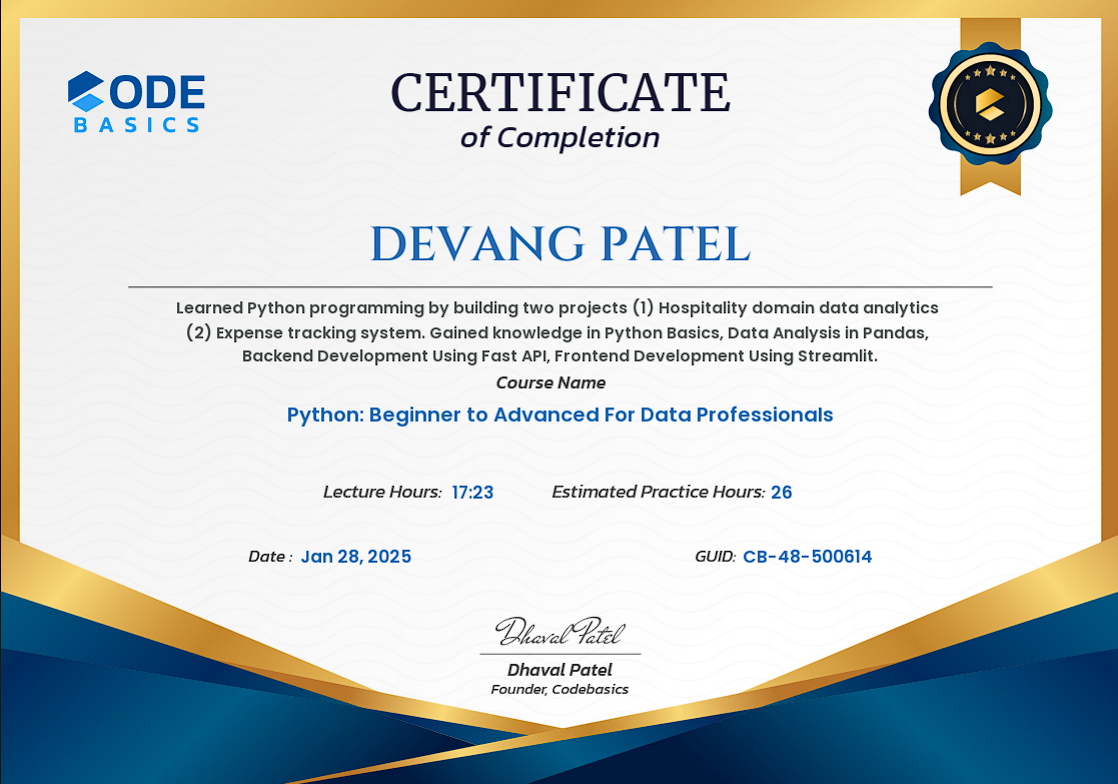 CODE
BASICS
CERTIFICATE
of Completion
DEVANG PATEL
Learned Python programming by building two projects (1) Hospitality domain data analytics
(2) Expense tracking system. Gained knowledge in Python Basics, Data Analysis in Pandas,
Backend Development Using Fast API, Frontend Development Using Streamlit.
Course Name
Python: Beginner to Advanced For Data Professionals
Lecture Hours: 17:23 Estimated Practice Hours: 26
Date : Jan 28, 2025 GUID: CB-48-500614
Dhaval Patel
Dhaval Patel
Founder, Codebasics